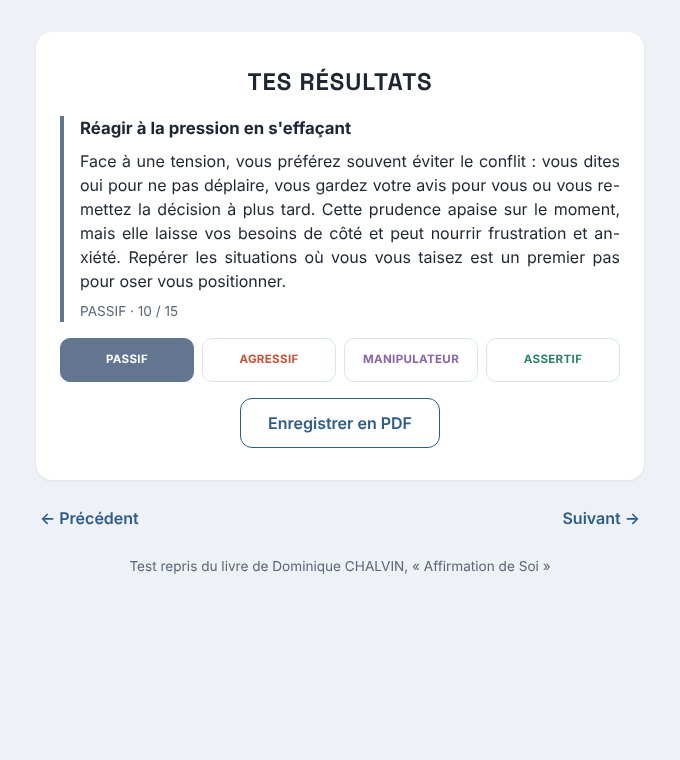 TES RÉSULTATS
Réagir à la pression en s'effaçant
Face à une tension, vous préférez souvent éviter le conflit : vous dites
oui pour ne pas déplaire, vous gardez votre avis pour vous ou vous re-
mettez la décision à plus tard. Cette prudence apaise sur le moment,
mais elle laisse vos besoins de côté et peut nourrir frustration et an-
xiété. Repérer les situations où vous vous taisez est un premier pas
pour oser vous positionner.
PASSIF · 10 / 15
PASSIF AGRESSIF MANIPULATEUR ASSERTIF
Enregistrer en PDF
← Précédent Suivant →
Test repris du livre de Dominique CHALVIN, « Affirmation de Soi »